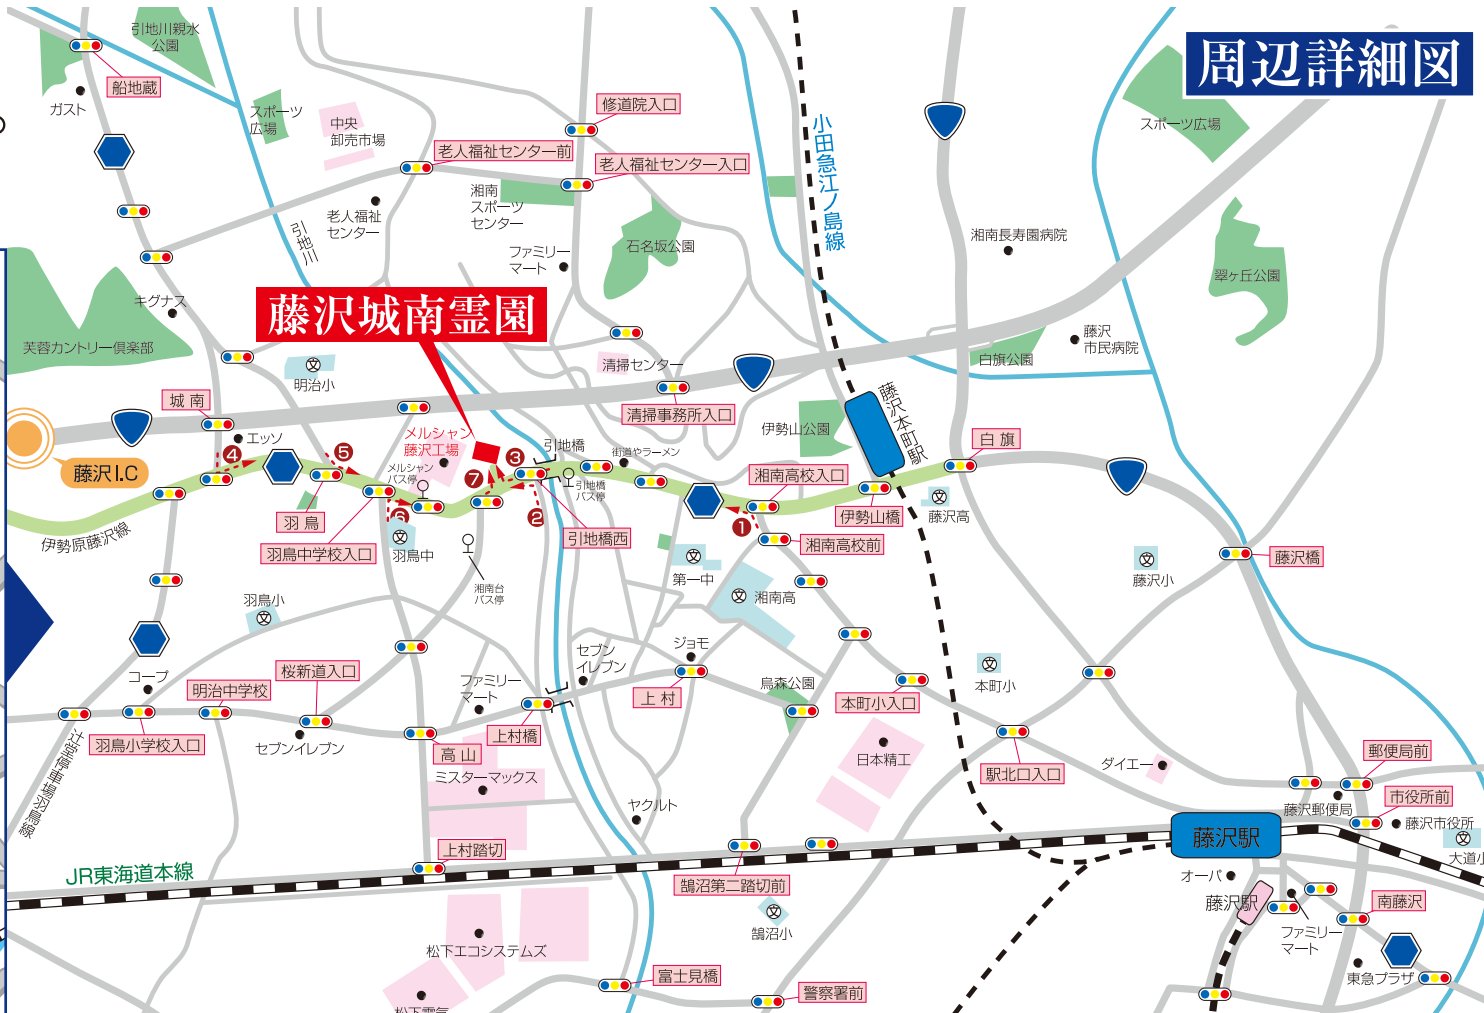 周辺詳細図
引地川親水
公園
船地蔵
ガスト
スポーツ
広場
中央
卸売市場
修道院入口
老人福祉センター前
老人福祉センター入口
小田急江ノ島線
スポーツ広場
湘南
スポーツ
センター
老人福祉
センター
引地川
ファミリー
マート
石名坂公園
湘南長寿園病院
翠ヶ丘公園
キグナス
藤沢城南霊園
芙蓉カントリー倶楽部
明治小
清掃センター
藤沢
市民病院
白旗公園
城南
清掃事務所入口
藤沢本町駅
伊勢山公園
エッソ
メルシャン
藤沢工場
引地橋
街道やラーメン
白旗
藤沢I.C
メルシャン
バス停
引地橋
バス停
湘南高校入口
④
⑤
③
⑦
②
⑥
①
羽鳥
伊勢山橋
藤沢高
伊勢原藤沢線
羽鳥中学校入口
羽鳥中
引地橋西
湘南高校前
藤沢橋
第一中
藤沢小
湘南台
バス停
湘南高
羽鳥小
セブン
イレブン
ジョモ
コープ
明治中学校
桜新道入口
ファミリー
マート
上村
烏森公園
本町小入口
本町小
羽鳥小学校入口
セブンイレブン
高山
上村橋
辻堂停車場羽鳥線
ミスターマックス
日本精工
駅北口入口
ダイエー
郵便局前
市役所前
ヤクルト
藤沢郵便局
藤沢市役所
藤沢駅
大道小
上村踏切
JR東海道本線
鵠沼第二踏切前
オーパ
藤沢駅
南藤沢
鵠沼小
ファミリー
マート
松下エコシステムズ
富士見橋
警察署前
東急プラザ
松下電気